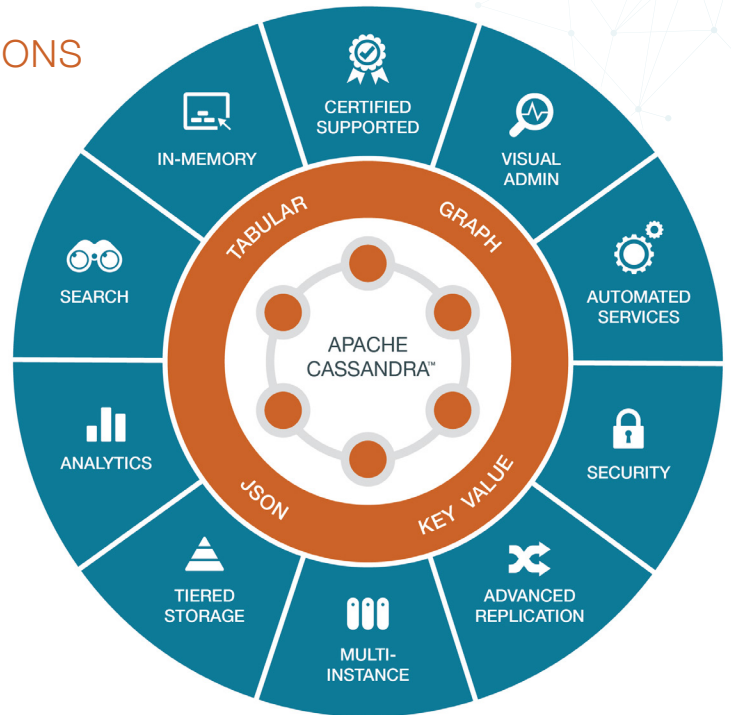 ONS
CERTIFIED
SUPPORTED
VISUAL
ADMIN
AUTOMATED
SERVICES
SECURITY
ADVANCED
REPLICATION
MULTI-
INSTANCE
TIERED
STORAGE
ANALYTICS
SEARCH
IN-MEMORY
TABULAR
GRAPH
KEY VALUE
JSON
APACHE
CASSANDRA™